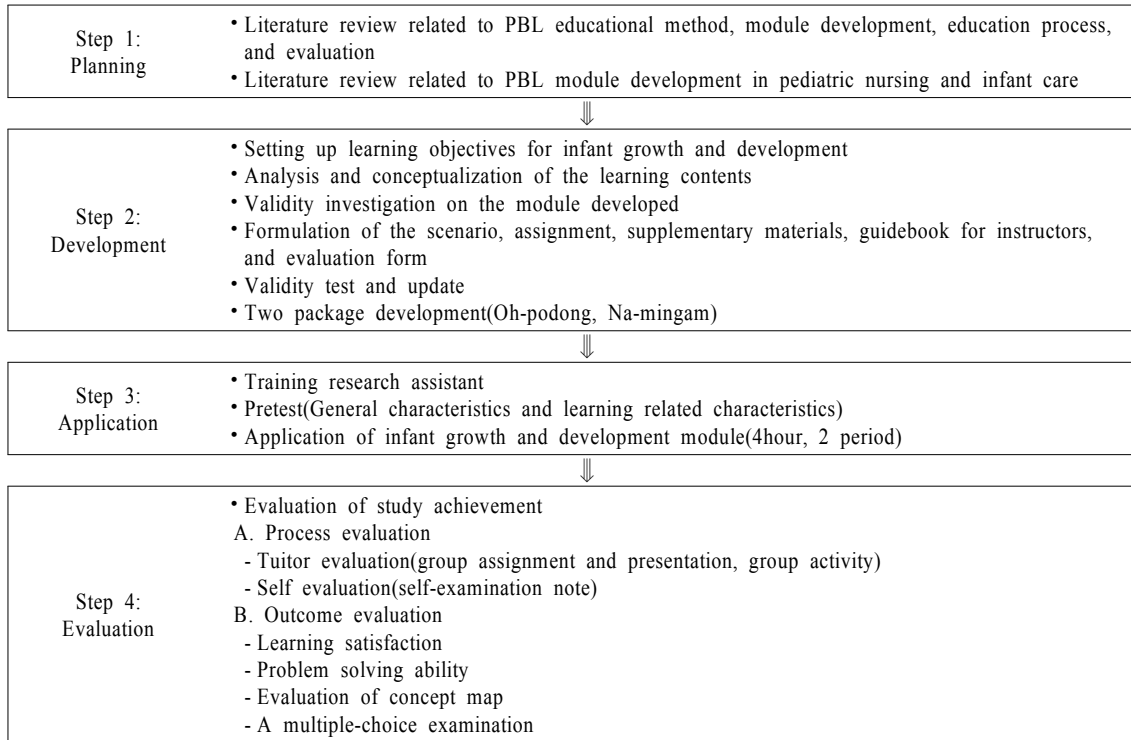 Step 1:
Planning
• Literature review related to PBL educational method, module development, education process,
and evaluation
• Literature review related to PBL module development in pediatric nursing and infant care
⇓
Step 2:
Development
• Setting up learning objectives for infant growth and development
• Analysis and conceptualization of the learning contents
• Validity investigation on the module developed
• Formulation of the scenario, assignment, supplementary materials, guidebook for instructors,
and evaluation form
• Validity test and update
• Two package development(Oh-podong, Na-mingam)
⇓
Step 3:
Application
• Training research assistant
• Pretest(General characteristics and learning related characteristics)
• Application of infant growth and development module(4hour, 2 period)
⇓
Step 4:
Evaluation
• Evaluation of study achievement
A. Process evaluation
- Tuitor evaluation(group assignment and presentation, group activity)
- Self evaluation(self-examination note)
B. Outcome evaluation
- Learning satisfaction
- Problem solving ability
- Evaluation of concept map
- A multiple-choice examination